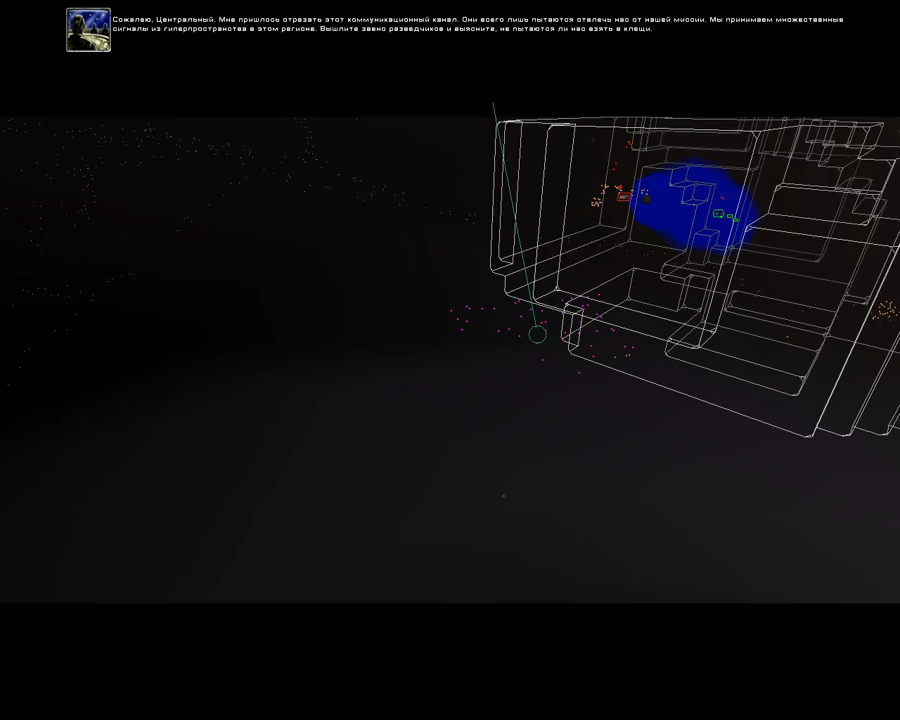 Сожалею, Центральный. Мне пришлось отрезать этот коммуникационный канал. Они всего лишь пытаются отвлечь нас от нашей миссии. Мы принимаем множественные
сигналы из гиперпространства в этом регионе. Вышлите звено разведчиков и выясните, не пытаются ли нас взять в клещи.